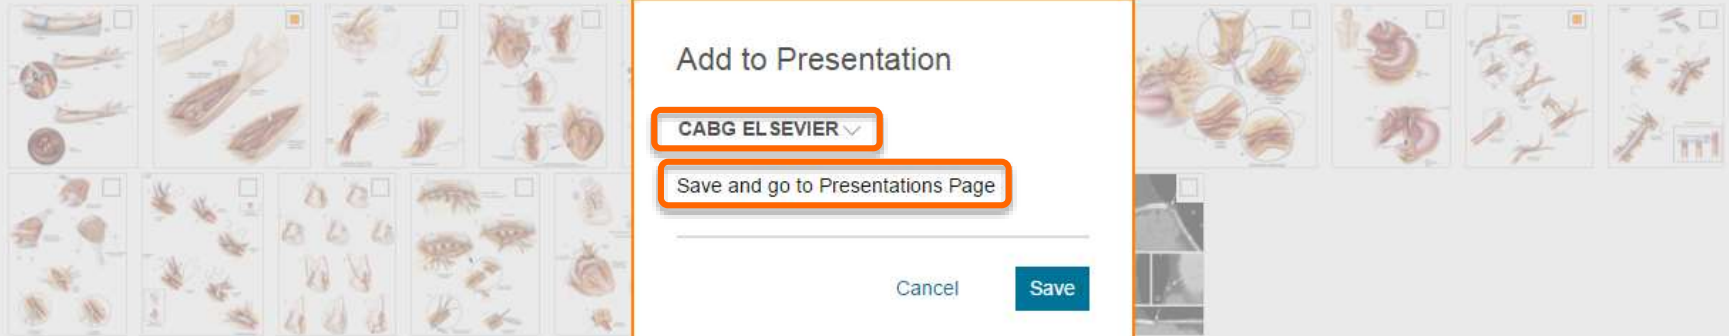 Add to Presentation
CABG ELSEVIER
Save and go to Presentations Page
Cancel
Save